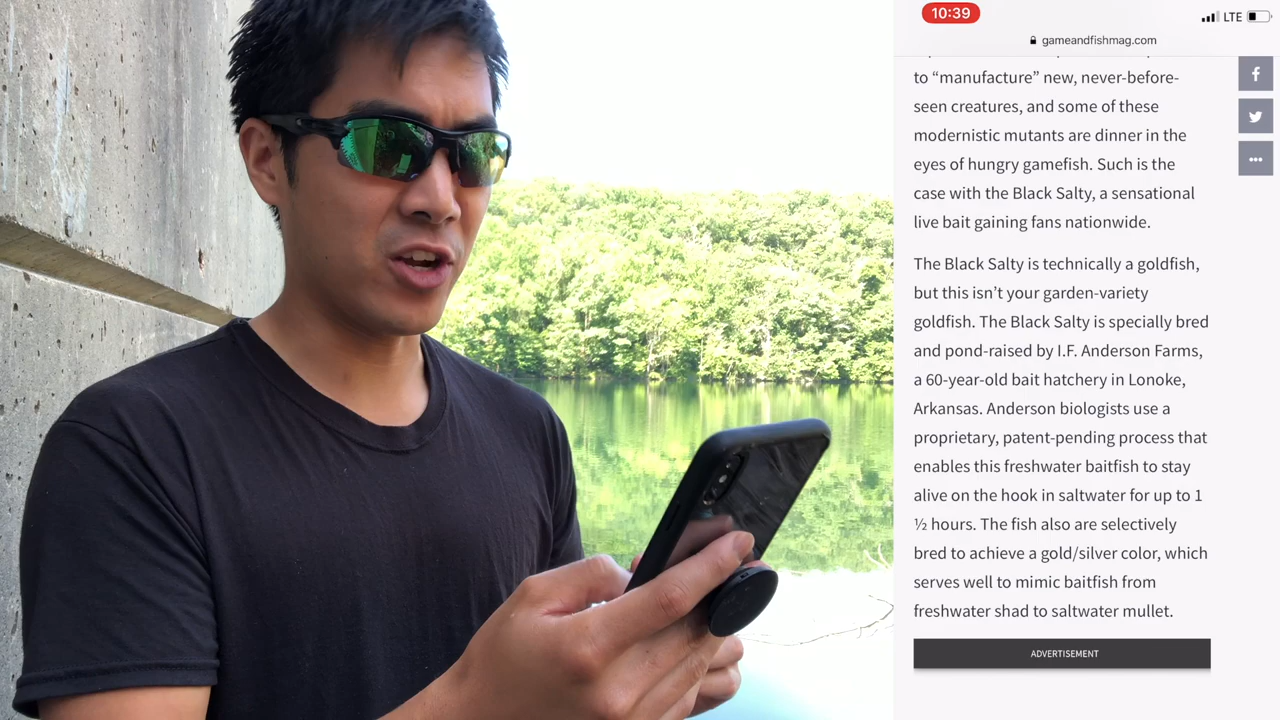 10:39
LTE
gameandfishmag.com
to “manufacture” new, never-before-
seen creatures, and some of these
modernistic mutants are dinner in the
eyes of hungry gamefish. Such is the
case with the Black Salty, a sensational
live bait gaining fans nationwide.
The Black Salty is technically a goldfish,
but this isn’t your garden-variety
goldfish. The Black Salty is specially bred
and pond-raised by I.F. Anderson Farms,
a 60-year-old bait hatchery in Lonoke,
Arkansas. Anderson biologists use a
proprietary, patent-pending process that
enables this freshwater baitfish to stay
alive on the hook in saltwater for up to 1
½ hours. The fish also are selectively
bred to achieve a gold/silver color, which
serves well to mimic baitfish from
freshwater shad to saltwater mullet.
ADVERTISEMENT